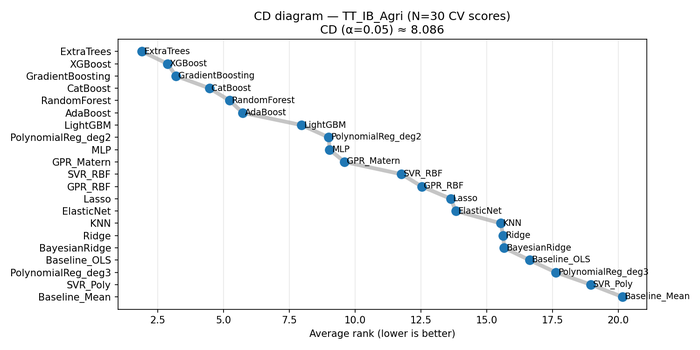 CD diagram — TT_IB_Agri (N=30 CV scores)
CD (α=0.05) ≈ 8.086
ExtraTrees ExtraTrees
XGBoost XGBoost
GradientBoosting GradientBoosting
CatBoost CatBoost
RandomForest RandomForest
AdaBoost AdaBoost
LightGBM LightGBM
PolynomialReg_deg2 PolynomialReg_deg2
MLP MLP
GPR_Matern GPR_Matern
SVR_RBF SVR_RBF
GPR_RBF GPR_RBF
Lasso Lasso
ElasticNet ElasticNet
KNN KNN
Ridge Ridge
BayesianRidge BayesianRidge
Baseline_OLS Baseline_OLS
PolynomialReg_deg3 PolynomialReg_deg3
SVR_Poly SVR_Poly
Baseline_Mean Baseline_Mean
2.5 5.0 7.5 10.0 12.5 15.0 17.5 20.0
Average rank (lower is better)